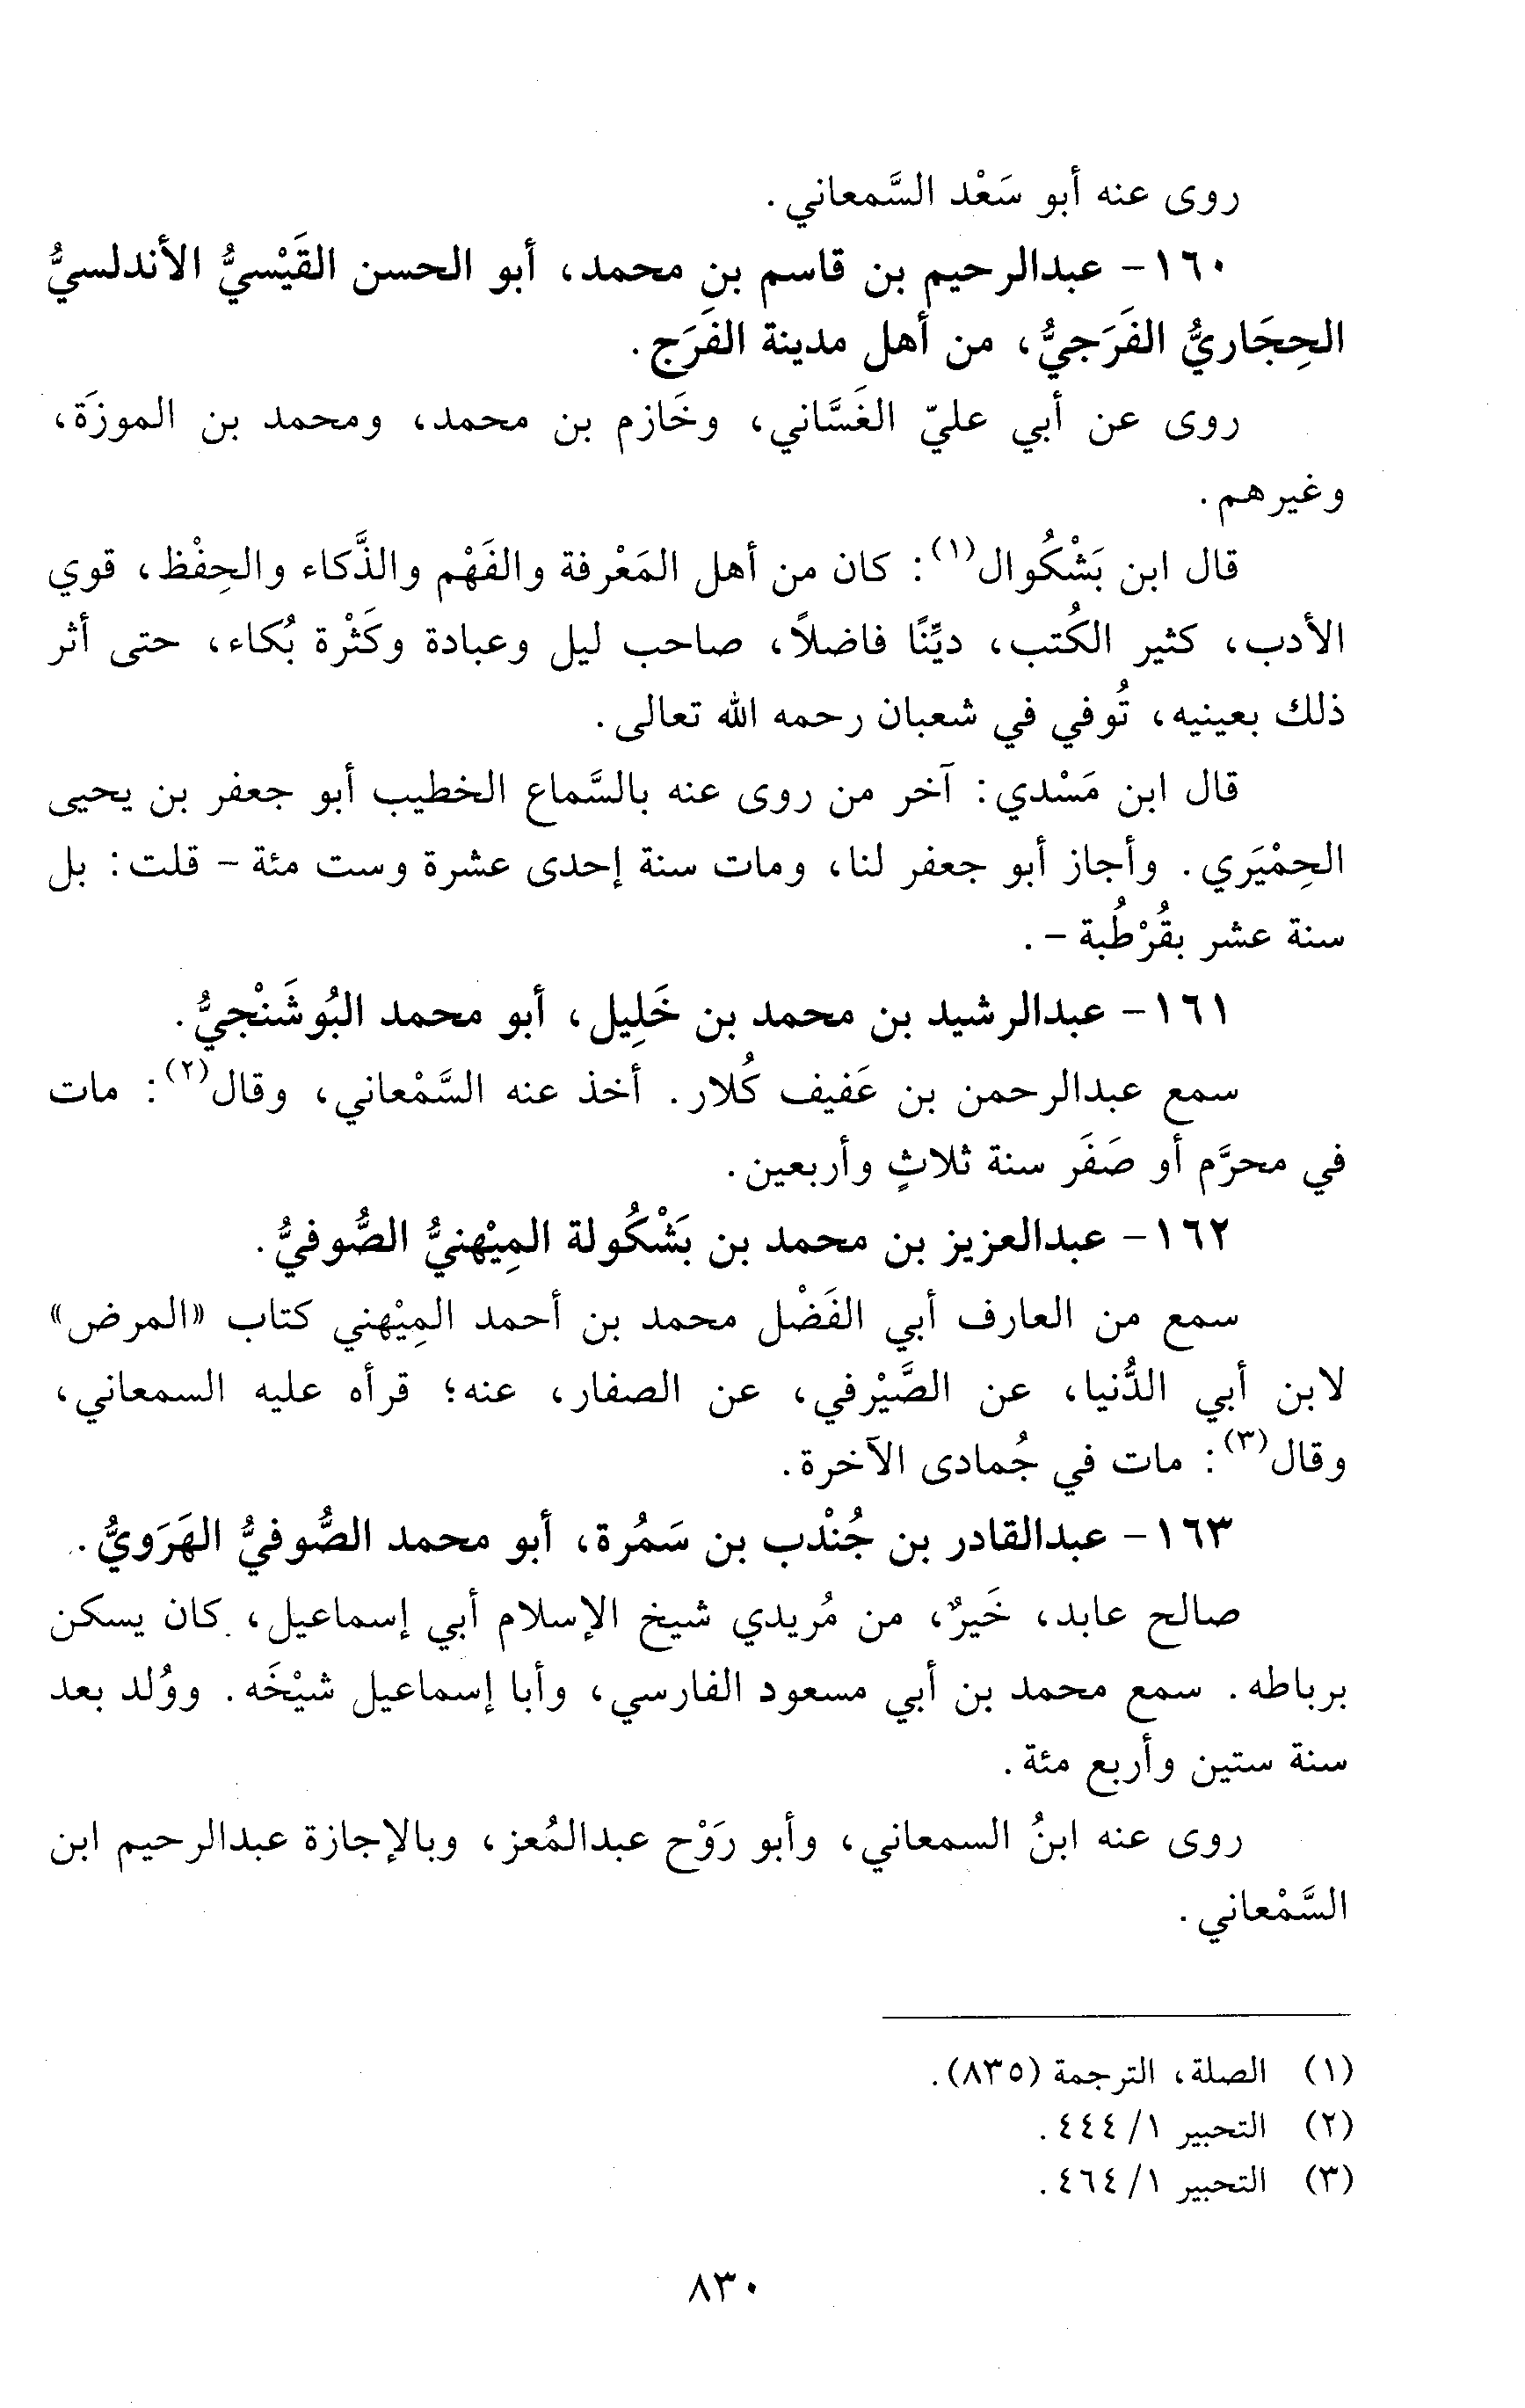 روى عنه أبو سَعْد السَّمعاني.
١٦٠- عبدالرحيم بن قاسم بن محمد، أبو الحسن القَيْسيُّ الأندلسيُّ
الحِجَاريُّ الفَرَجيُّ، من أهل مدينة الفَرَج.
روى عن أبي عليّ الغَسَّاني، وخَازم بن محمد، ومحمد بن الموزَة،
وغيرهم.
قال ابن بَشْكُوال(١): كان من أهل المَعْرفة والفَهْم والذَّكاء والحِفْظ، قوي
الأدب، كثير الكُتب، ديِّنًا فاضلاً، صاحب ليل وعبادة وكَثْرة بُكاء، حتى أثر
ذلك بعينيه، تُوفي في شعبان رحمه الله تعالى.
قال ابن مَسْدي: آخر من روى عنه بالسَّماع الخطيب أبو جعفر بن يحيى
الحِمْيَري. وأجاز أبو جعفر لنا، ومات سنة إحدى عشرة وست مئة - قلت: بل
سنة عشر بقُرْطُبة -.
١٦١- عبدالرشيد بن محمد بن خَلِيل، أبو محمد البُوشَنْجيُّ.
سمع عبدالرحمن بن عَفيف كُلار. أخذ عنه السَّمْعاني، وقال(٢): مات
في محرَّم أو صَفَر سنة ثلاثٍ وأربعين.
١٦٢- عبدالعزيز بن محمد بن بَشْكُولة المِيْهنيُّ الصُّوفيُّ.
سمع من العارف أبي الفَضْل محمد بن أحمد المِيْهني كتاب «المرض»
لابن أبي الدُّنيا، عن الصَّيْرفي، عن الصفار، عنه؛ قرأه عليه السمعاني،
وقال(٣): مات في جُمادى الآخرة.
١٦٣- عبدالقادر بن جُنْدب بن سَمُرة، أبو محمد الصُّوفيُّ الهَرَويُّ.
صالح عابد، خَيرٌ، من مُريدي شيخ الإسلام أبي إسماعيل، كان يسكن
برباطه. سمع محمد بن أبي مسعود الفارسي، وأبا إسماعيل شيْخَه. ووُلد بعد
سنة ستين وأربع مئة.
روى عنه ابنُ السمعاني، وأبو رَوْح عبدالمُعز، وبالإجازة عبدالرحيم ابن
السَّمْعاني.
(١) الصلة، الترجمة (٨٣٥).
(٢) التحبير ١/ ٤٤٤.
(٣) التحبير ١/ ٤٦٤.
٨٣٠